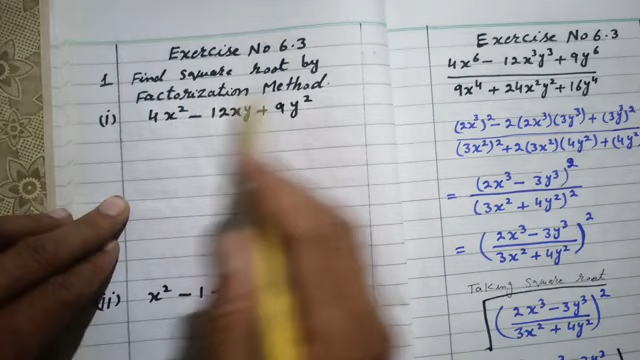 Exercise No 6.3
1 Find square root by
Factorization Method.
(i) 4x² - 12xy + 9y²
(ii) x² - 1
Exercise No 6.3
4x⁶ - 12x³y³ + 9y⁶
9x⁴ + 24x²y² + 16y⁴
(2x³)² - 2(2x³)(3y³) + (3y³)²
(3x²)² + 2(3x²)(4y²) + (4y²
= (2x³ - 3y³)²
(3x² + 4y²)²
= (2x³ - 3y³
3x² + 4y²)²
Taking square root
√(2x³ - 3y³
3x² + 4y²)²